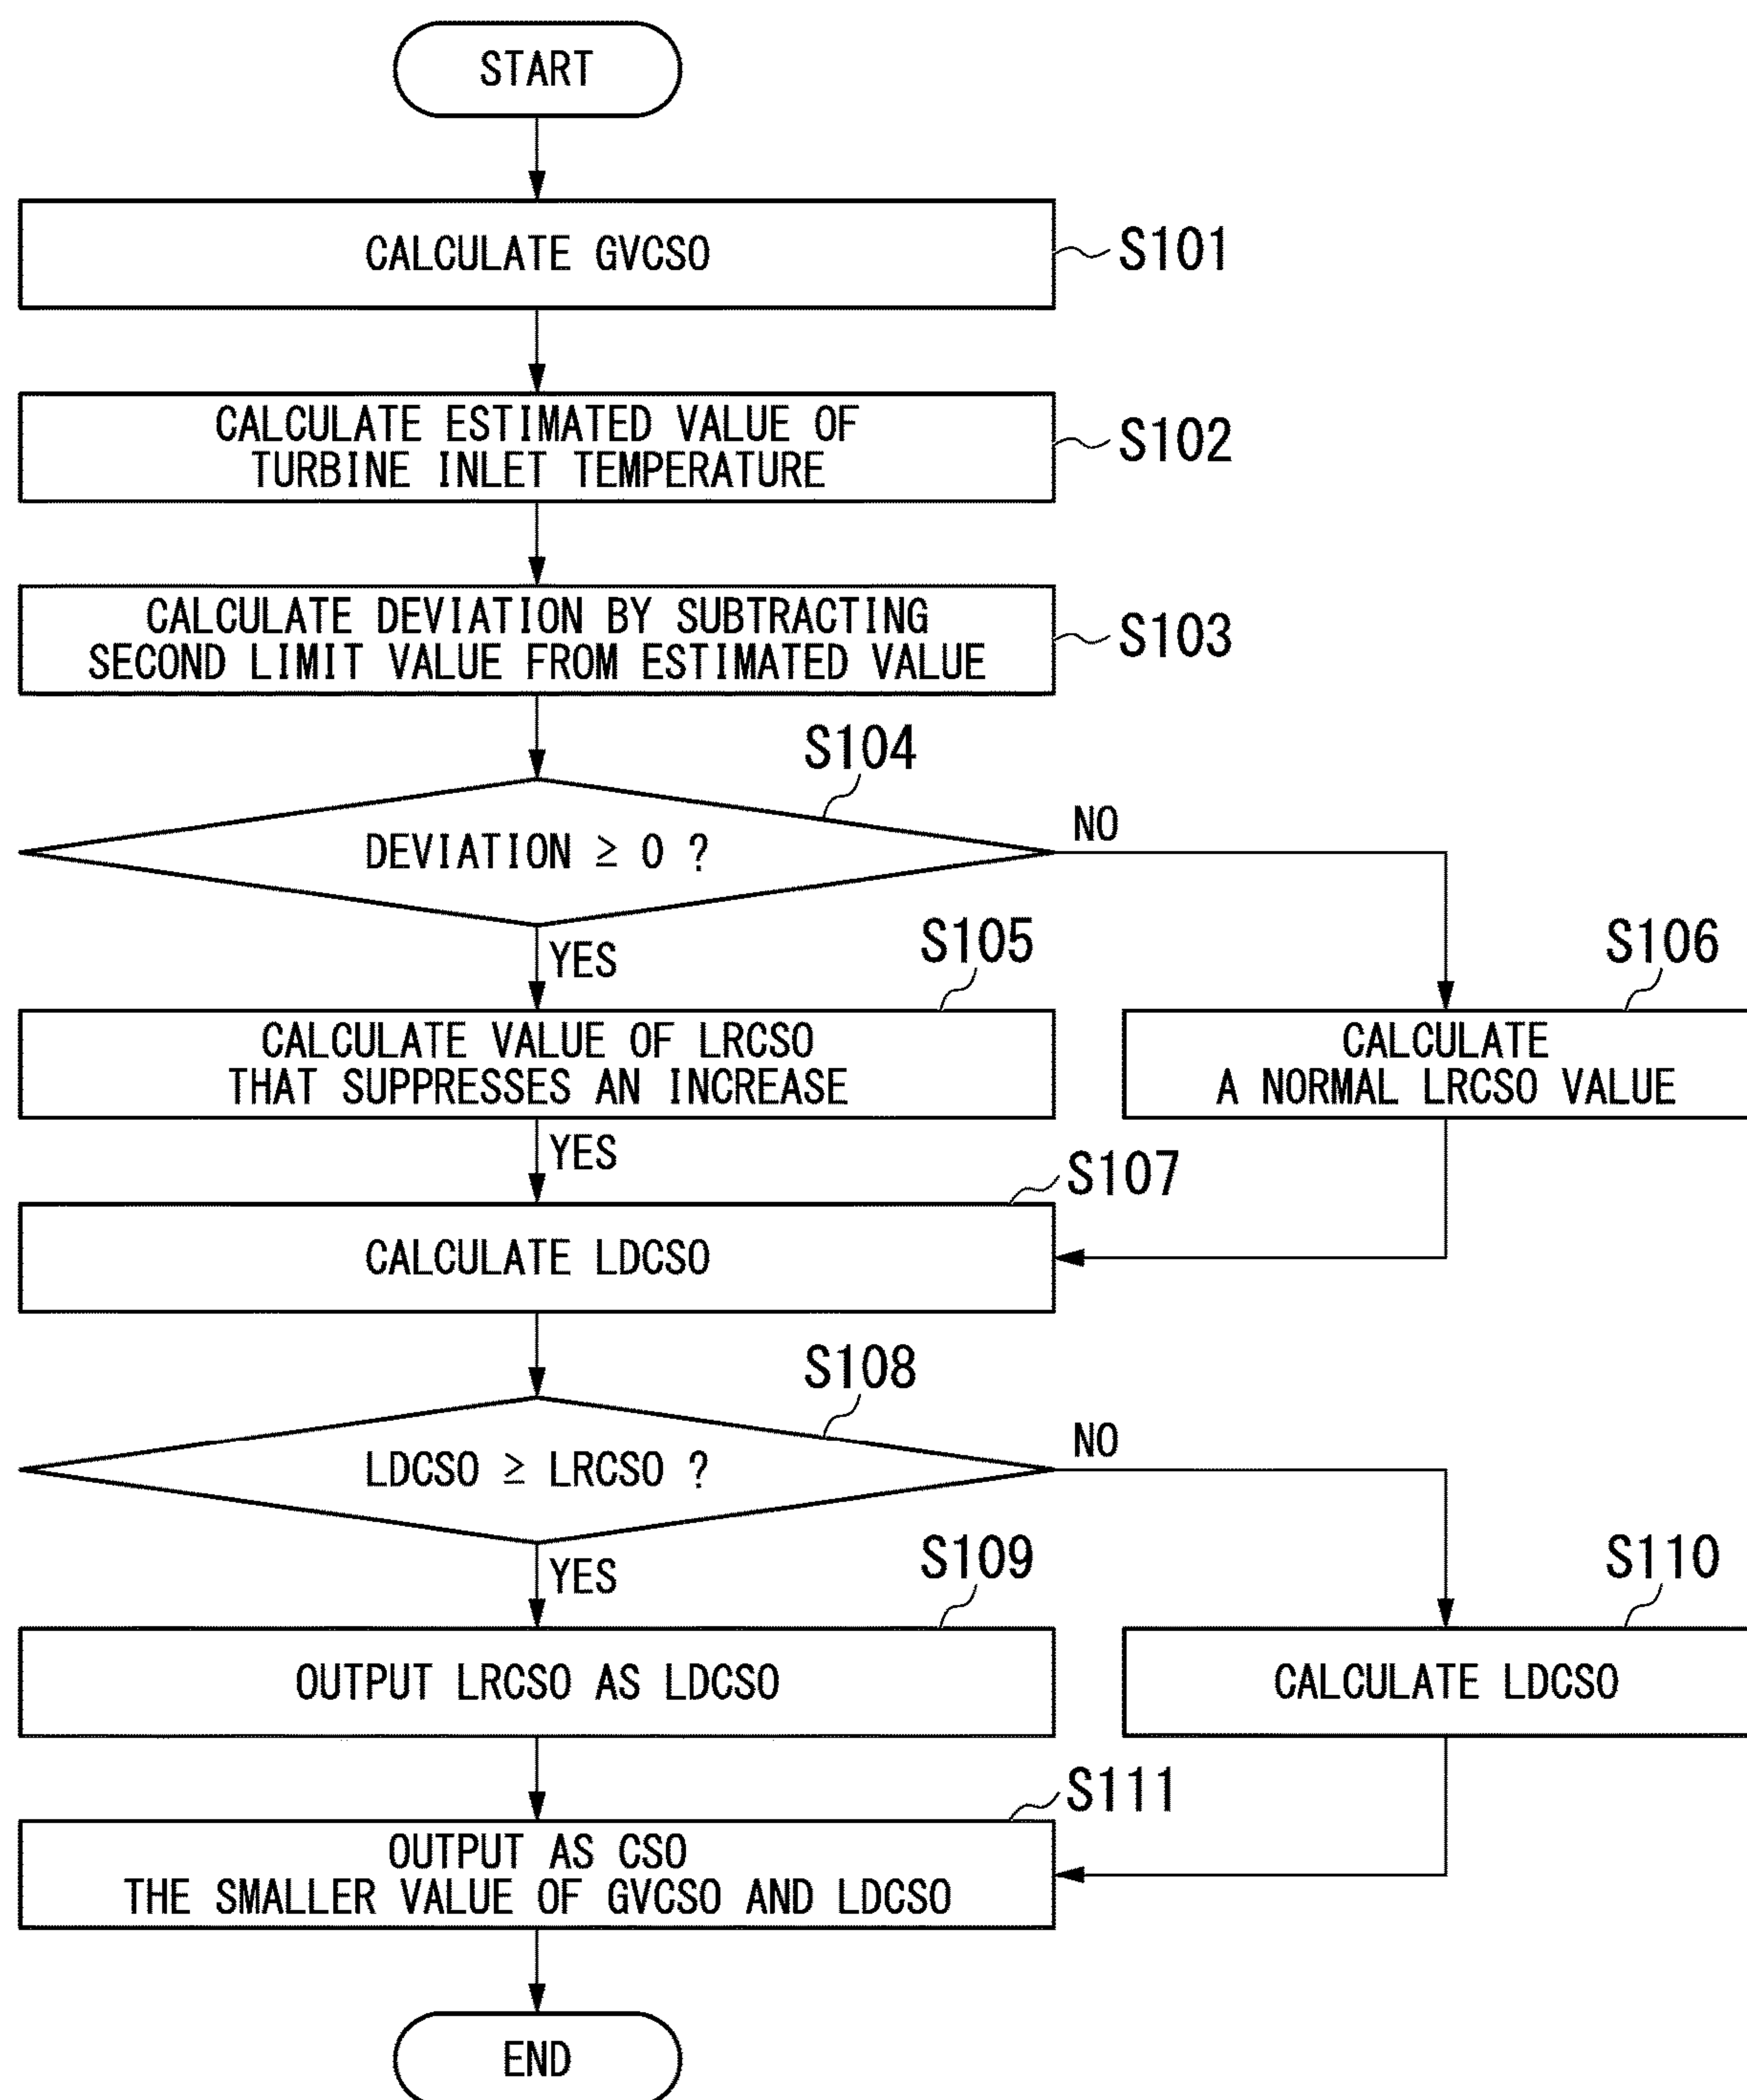 START
CALCULATE GVCSO
S101
CALCULATE ESTIMATED VALUE OF
TURBINE INLET TEMPERATURE
S102
CALCULATE DEVIATION BY SUBTRACTING
SECOND LIMIT VALUE FROM ESTIMATED VALUE
S103
S104
DEVIATION ≥ 0 ?
NO
YES
S105
CALCULATE VALUE OF LRCSO
THAT SUPPRESSES AN INCREASE
S106
CALCULATE
A NORMAL LRCSO VALUE
YES
S107
CALCULATE LDCSO
S108
LDCSO ≥ LRCSO ?
NO
YES
S109
OUTPUT LRCSO AS LDCSO
S110
CALCULATE LDCSO
S111
OUTPUT AS CSO
THE SMALLER VALUE OF GVCSO AND LDCSO
END